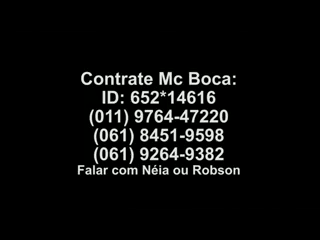 Contrate Mc Boca:
ID: 652*14616
(011) 9764-47220
(061) 8451-9598
(061) 9264-9382
Falar com Néia ou Robson